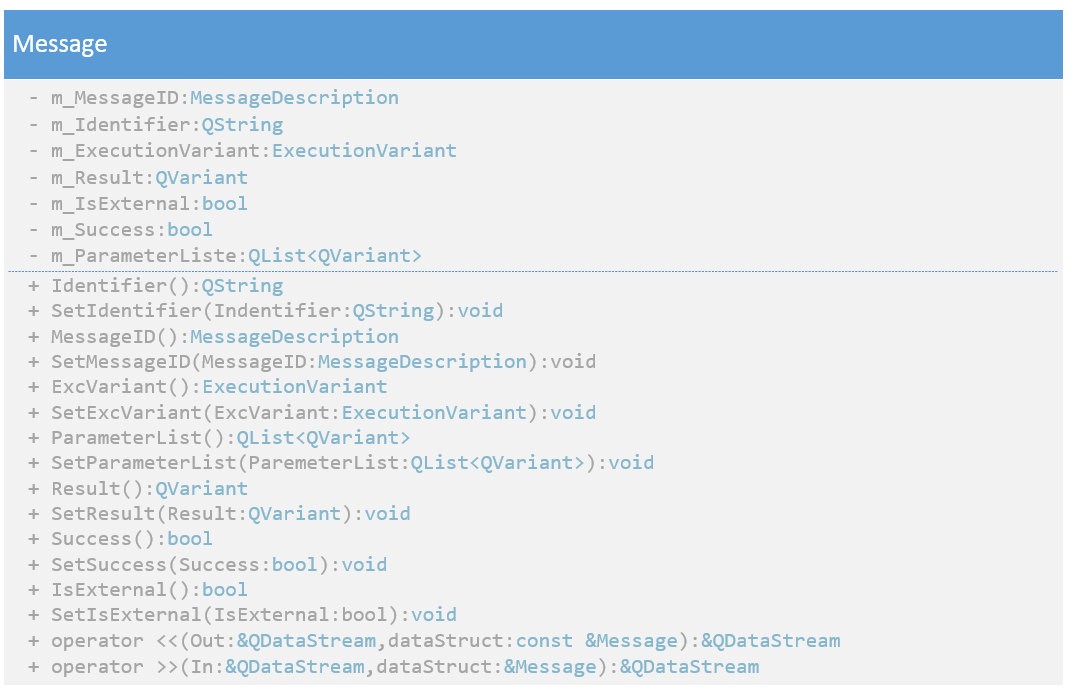 Message
- m_MessageID:MessageDescription
- m_Identifier:QString
- m_ExecutionVariant:ExecutionVariant
- m_Result:QVariant
- m_IsExternal:bool
- m_Success:bool
- m_ParameterListe:QList<QVariant>
+ Identifier():QString
+ SetIdentifier(Indentifier:QString):void
+ MessageID():MessageDescription
+ SetMessageID(MessageID:MessageDescription):void
+ ExcVariant():ExecutionVariant
+ SetExcVariant(ExcVariant:ExecutionVariant):void
+ ParameterList():QList<QVariant>
+ SetParameterList(ParemeterList:QList<QVariant>):void
+ Result():QVariant
+ SetResult(Result:QVariant):void
+ Success():bool
+ SetSuccess(Success:bool):void
+ IsExternal():bool
+ SetIsExternal(IsExternal:bool):void
+ operator <<(Out:&QDataStream,dataStruct:const &Message):&QDataStream
+ operator >>(In:&QDataStream,dataStruct:&Message):&QDataStream